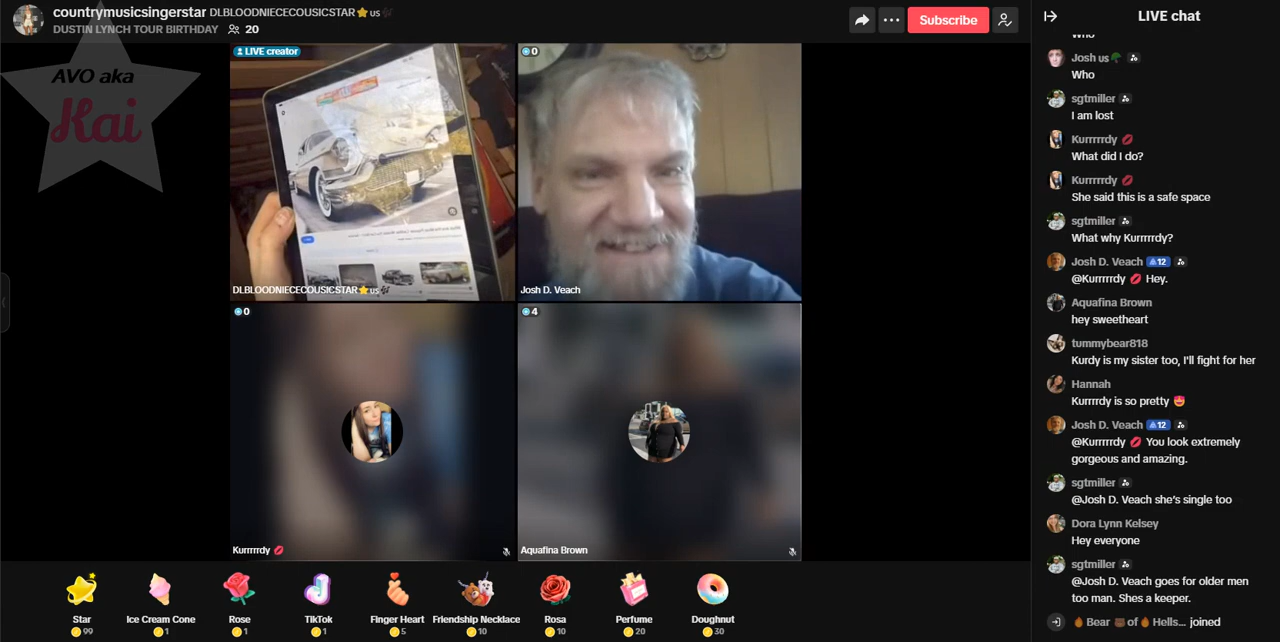 countrymusicsingerstar DLBLOODNIECECOUSICSTAR⭐us🎶
DUSTIN LYNCH TOUR BIRTHDAY 20
Subscribe
AVO aka
Kai
LIVE creator
DLBLOODNIECECOUSICSTAR⭐us🎶
0
Josh D. Veach
0
Kurrrrrdy 💋
4
Aquafina Brown
Star
99
Ice Cream Cone
1
Rose
1
TikTok
1
Finger Heart
5
Friendship Necklace
10
Rosa
10
Perfume
20
Doughnut
30
LIVE chat
Who
Josh us🌳
Who
sgtmiller
I am lost
Kurrrrrdy 💋
What did I do?
Kurrrrrdy 💋
She said this is a safe space
sgtmiller
What why Kurrrrrdy?
Josh D. Veach 12
@Kurrrrrdy 💋 Hey.
Aquafina Brown
hey sweetheart
tummybear818
Kurdy is my sister too, I'll fight for her
Hannah
Kurrrrdy is so pretty 🤩
Josh D. Veach 12
@Kurrrrrdy 💋 You look extremely
gorgeous and amazing.
sgtmiller
@Josh D. Veach she's single too
Dora Lynn Kelsey
Hey everyone
sgtmiller
@Josh D. Veach goes for older men
too man. Shes a keeper.
🔥 Bear 🐻 of 🔥 Hells... joined